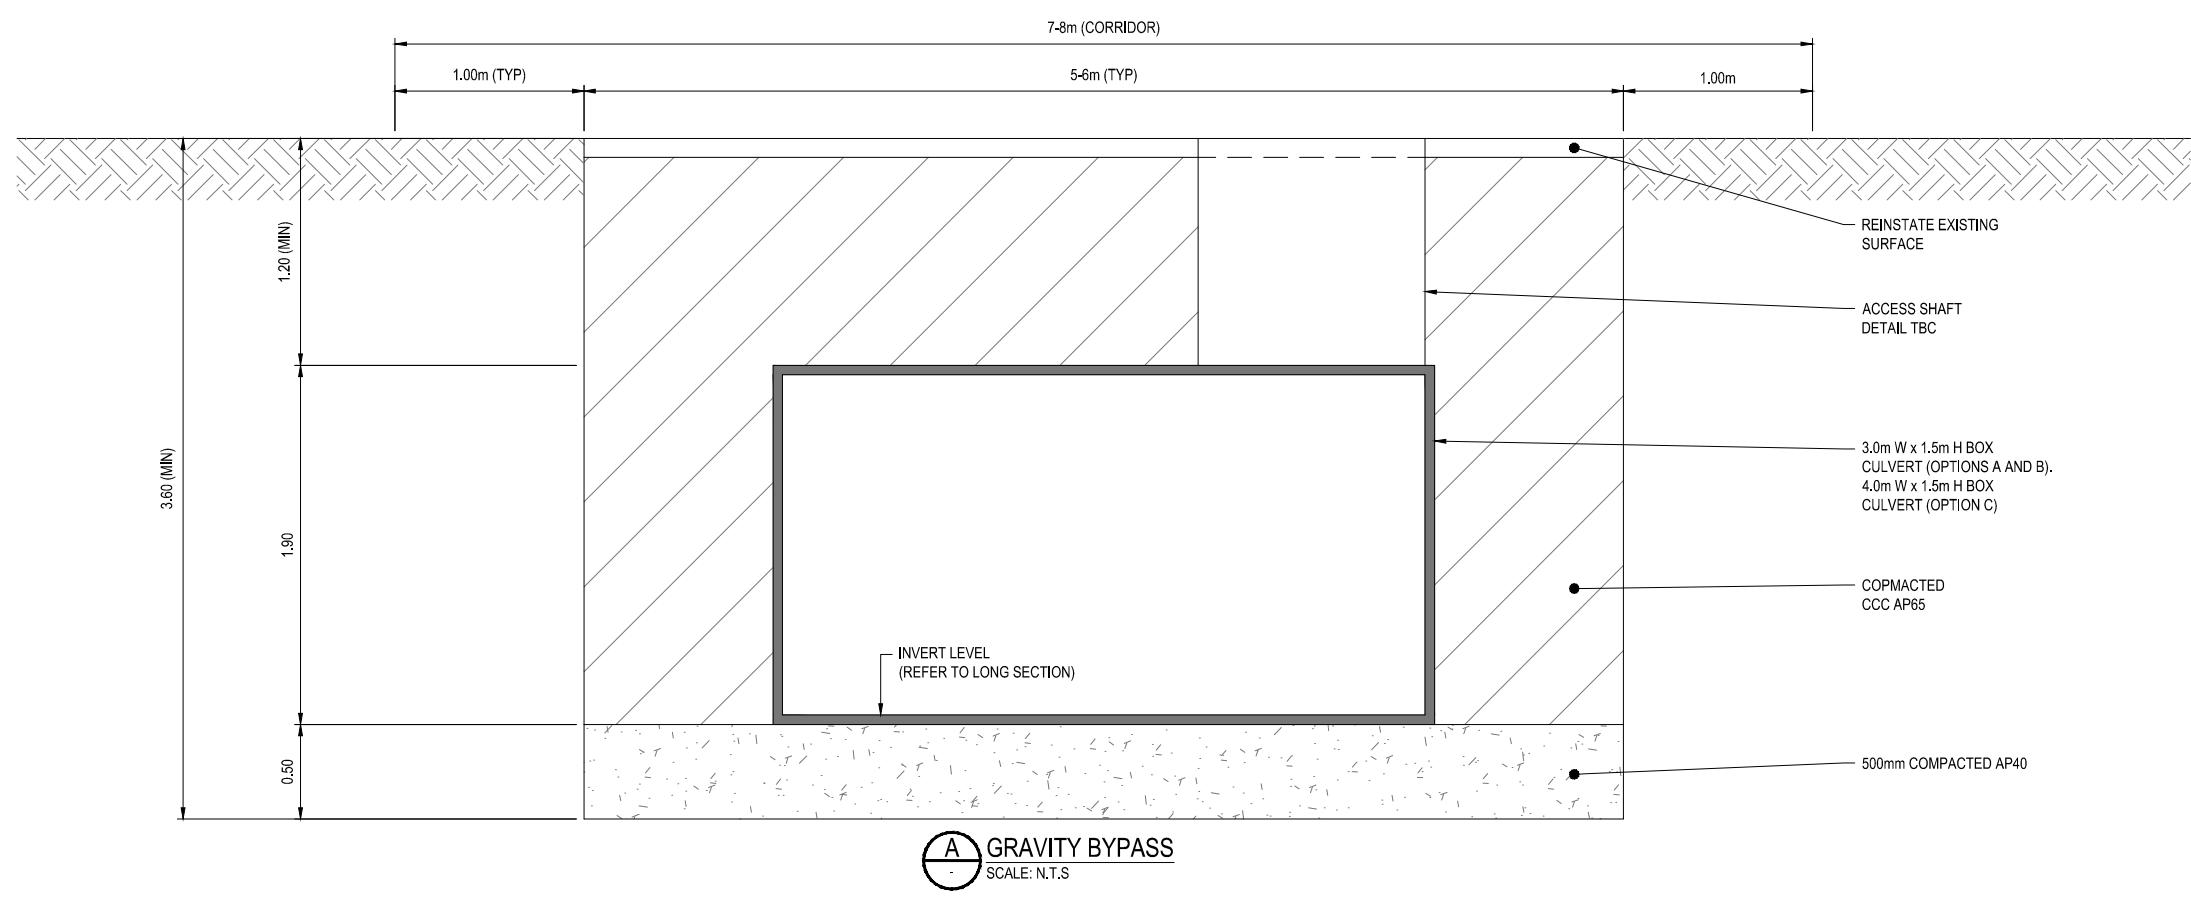 7-8m (CORRIDOR)
1.00m (TYP)
5-6m (TYP)
1.00m
1.20 (MIN)
3.60 (MIN)
1.90
0.50
REINSTATE EXISTING
SURFACE
ACCESS SHAFT
DETAIL TBC
3.0m W x 1.5m H BOX
CULVERT (OPTIONS A AND B).
4.0m W x 1.5m H BOX
CULVERT (OPTION C)
COPMACTED
CCC AP65
INVERT LEVEL
(REFER TO LONG SECTION)
500mm COMPACTED AP40
A
-
GRAVITY BYPASS
SCALE: N.T.S